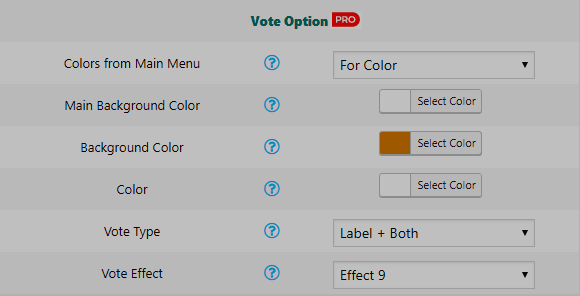 Vote Option PRO
Colors from Main Menu ? For Color
Main Background Color ? Select Color
Background Color ? Select Color
Color ? Select Color
Vote Type ? Label + Both
Vote Effect ? Effect 9